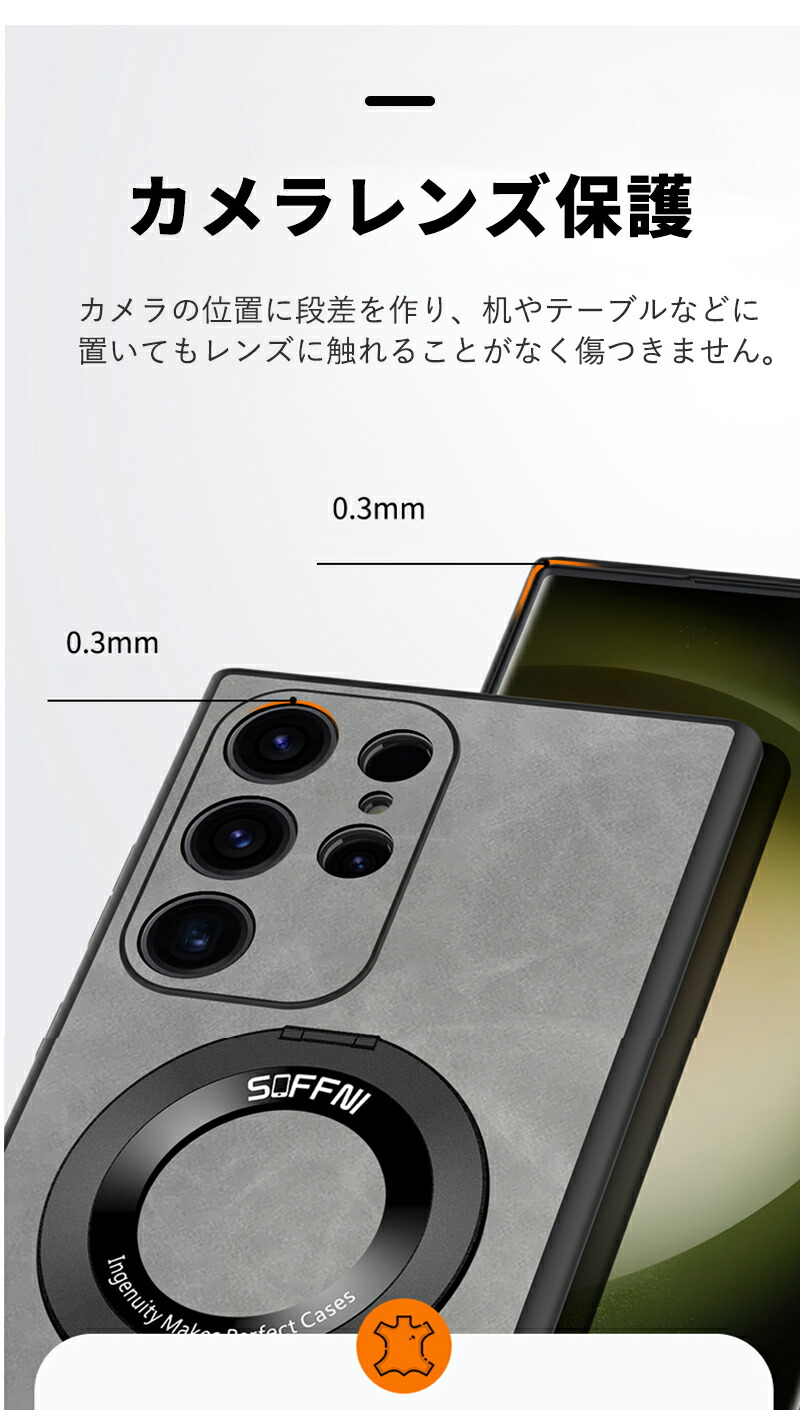 カメラレンズ保護
カメラの位置に段差を作り、机やテーブルなどに
置いてもレンズに触れることがなく傷つきません。
0.3mm
0.3mm
SOFFNI
Ingenuity Makes Perfect Cases